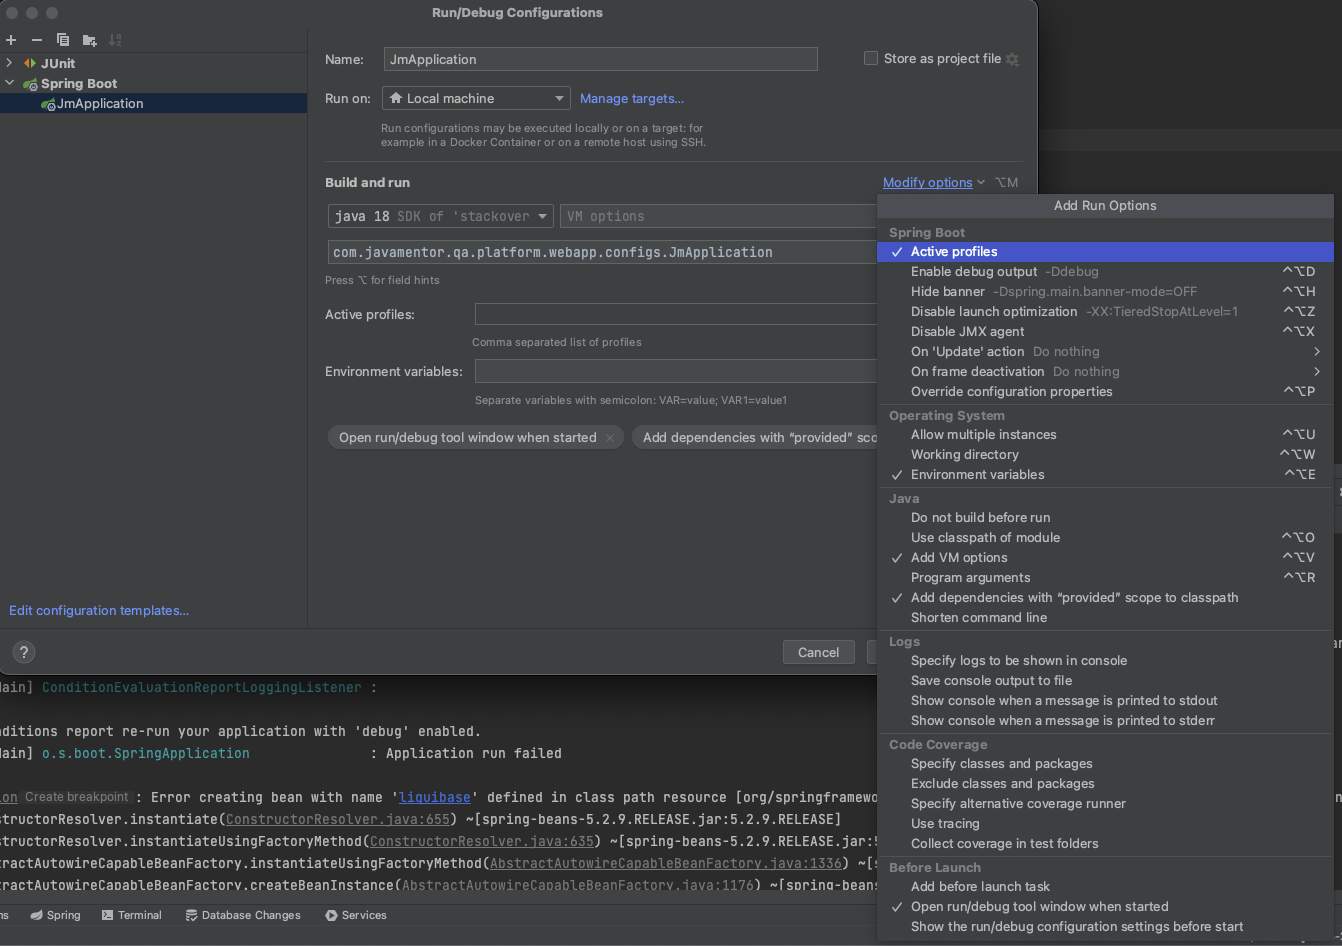 Run/Debug Configurations
JUnit
Spring Boot
JmApplication
Edit configuration templates...
Name:
JmApplication
Store as project file
Run on:
Local machine
Manage targets...
Run configurations may be executed locally or on a target: for
example in a Docker Container or on a remote host using SSH.
Build and run
Modify options
⌥M
java 18 SDK of 'stackover
VM options
com.javamentor.qa.platform.webapp.configs.JmApplication
Press ⌥ for field hints
Active profiles:
Comma separated list of profiles
Environment variables:
Separate variables with semicolon: VAR=value; VAR1=value1
Open run/debug tool window when started ×
Add dependencies with “provided” sco
?
Cancel
Add Run Options
Spring Boot
✓ Active profiles
Enable debug output -Ddebug ^⌥D
Hide banner -Dspring.main.banner-mode=OFF ^⌥H
Disable launch optimization -XX:TieredStopAtLevel=1 ^⌥Z
Disable JMX agent ^⌥X
On 'Update' action Do nothing >
On frame deactivation Do nothing >
Override configuration properties ^⌥P
Operating System
Allow multiple instances ^⌥U
Working directory ^⌥W
✓ Environment variables ^⌥E
Java
Do not build before run
Use classpath of module ^⌥O
✓ Add VM options ^⌥V
Program arguments ^⌥R
✓ Add dependencies with “provided” scope to classpath
Shorten command line
Logs
Specify logs to be shown in console
Save console output to file
Show console when a message is printed to stdout
Show console when a message is printed to stderr
Code Coverage
Specify classes and packages
Exclude classes and packages
Specify alternative coverage runner
Use tracing
Collect coverage in test folders
Before Launch
Add before launch task
✓ Open run/debug tool window when started
Show the run/debug configuration settings before start
ain] ConditionEvaluationReportLoggingListener :
ditions report re-run your application with 'debug' enabled.
ain] o.s.boot.SpringApplication : Application run failed
ion Create breakpoint : Error creating bean with name 'liquibase' defined in class path resource [org/springframewo
structorResolver.instantiate(ConstructorResolver.java:655) ~[spring-beans-5.2.9.RELEASE.jar:5.2.9.RELEASE]
structorResolver.instantiateUsingFactoryMethod(ConstructorResolver.java:635) ~[spring-beans-5.2.9.RELEASE.jar:5
tractAutowireCapableBeanFactory.instantiateUsingFactoryMethod(AbstractAutowireCapableBeanFactory.java:1336) ~[s
tractAutowireCapableBeanFactory.createBeanInstance(AbstractAutowireCapableBeanFactory.java:1176) ~[spring-beans
ns
Spring
Terminal
Database Changes
Services